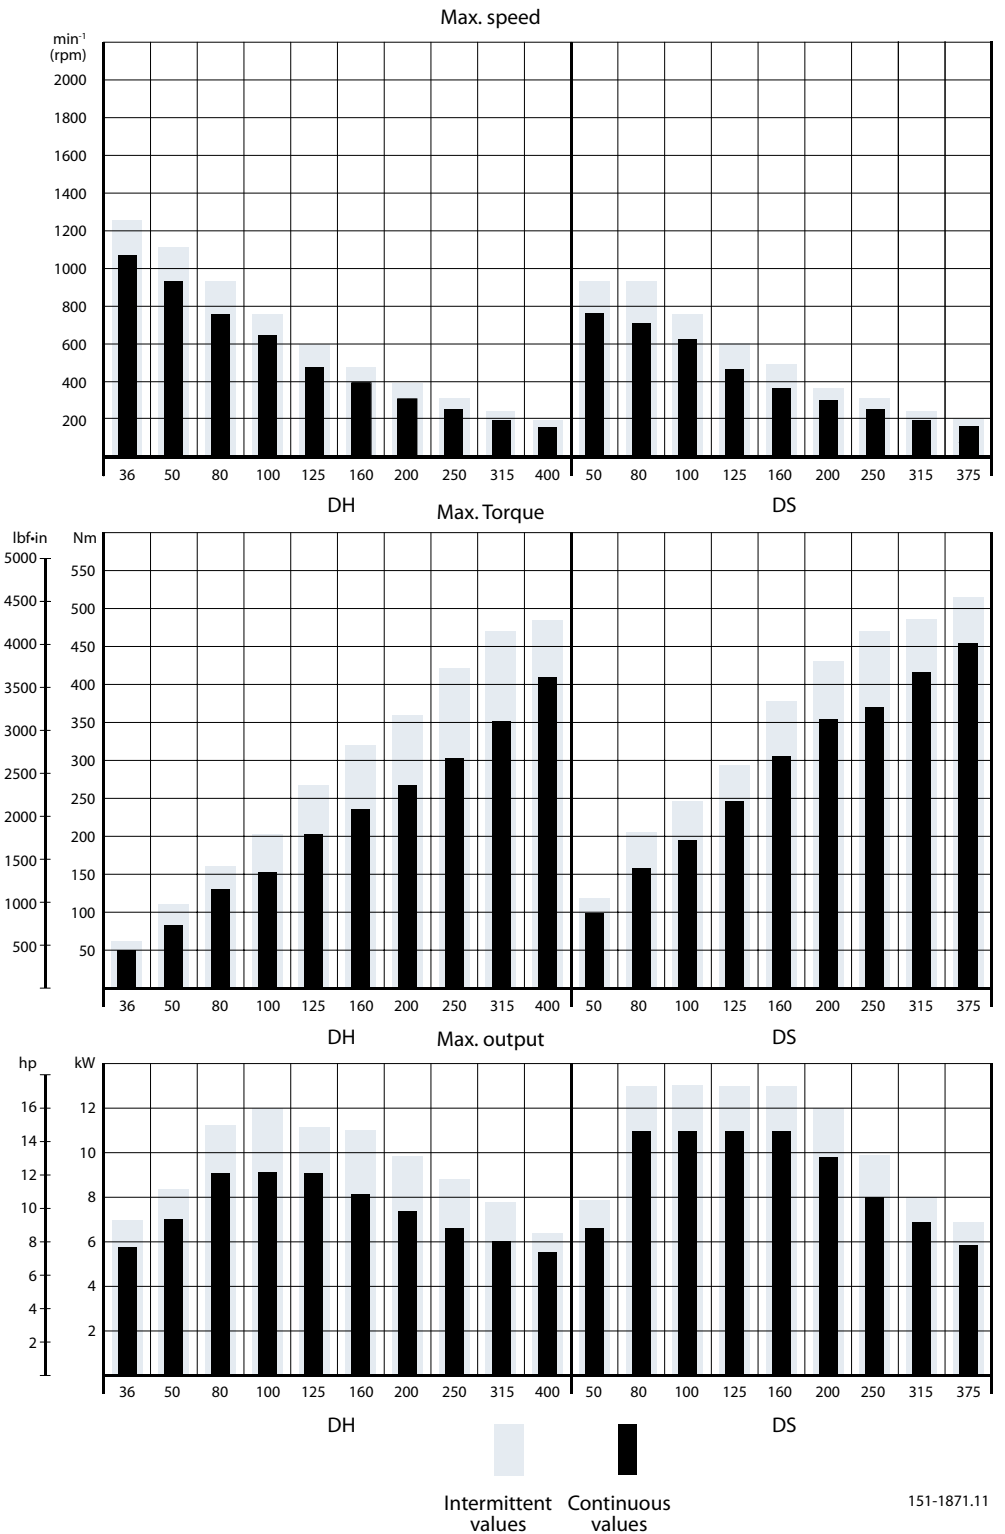 Max. speed
min-1
(rpm)
2000
1800
1600
1400
1200
1000
800
600
400
200
36 50 80 100 125 160 200 250 315 400 50 80 100 125 160 200 250 315 375
DH DS
Max. Torque
lbf•in Nm
5000
4500
4000
3500
3000
2500
2000
1500
1000
500
550
500
450
400
350
300
250
200
150
100
50
36 50 80 100 125 160 200 250 315 400 50 80 100 125 160 200 250 315 375
DH DS
Max. output
hp kW
16
14
12
10
8
6
4
2
12
10
8
6
4
2
36 50 80 100 125 160 200 250 315 400 50 80 100 125 160 200 250 315 375
DH DS
Intermittent
values
Continuous
values
151-1871.11